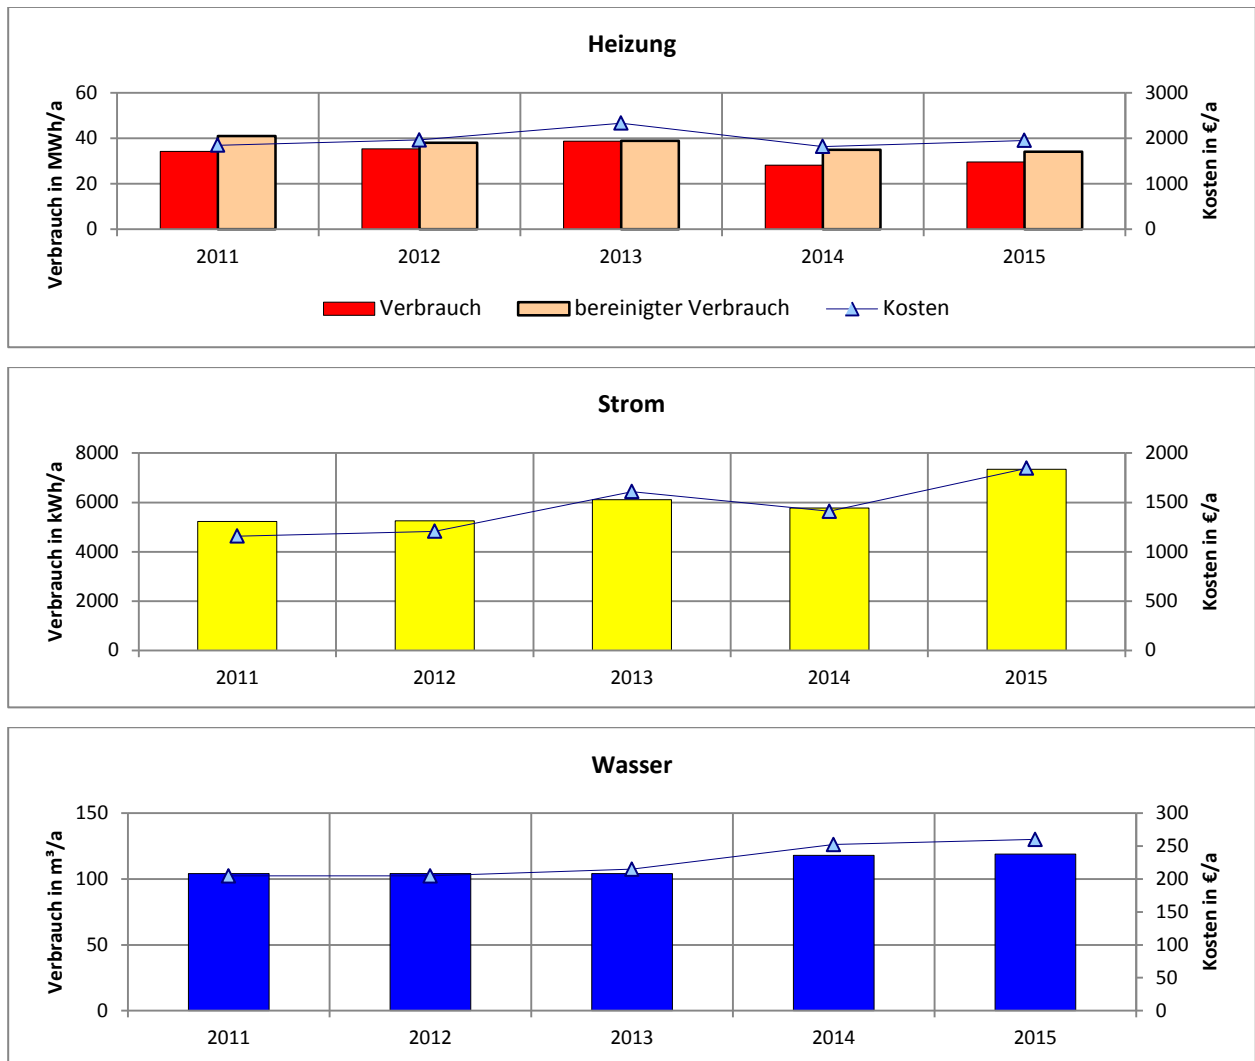 Heizung
Verbrauch in MWh/a
60
40
20
0
3000
2000
1000
0
Kosten in €/a
2011 2012 2013 2014 2015
Verbrauch bereinigter Verbrauch Kosten
Strom
Verbrauch in kWh/a
8000
6000
4000
2000
0
2000
1500
1000
500
0
Kosten in €/a
2011 2012 2013 2014 2015
Wasser
Verbrauch in m³/a
150
100
50
0
300
250
200
150
100
50
0
Kosten in €/a
2011 2012 2013 2014 2015